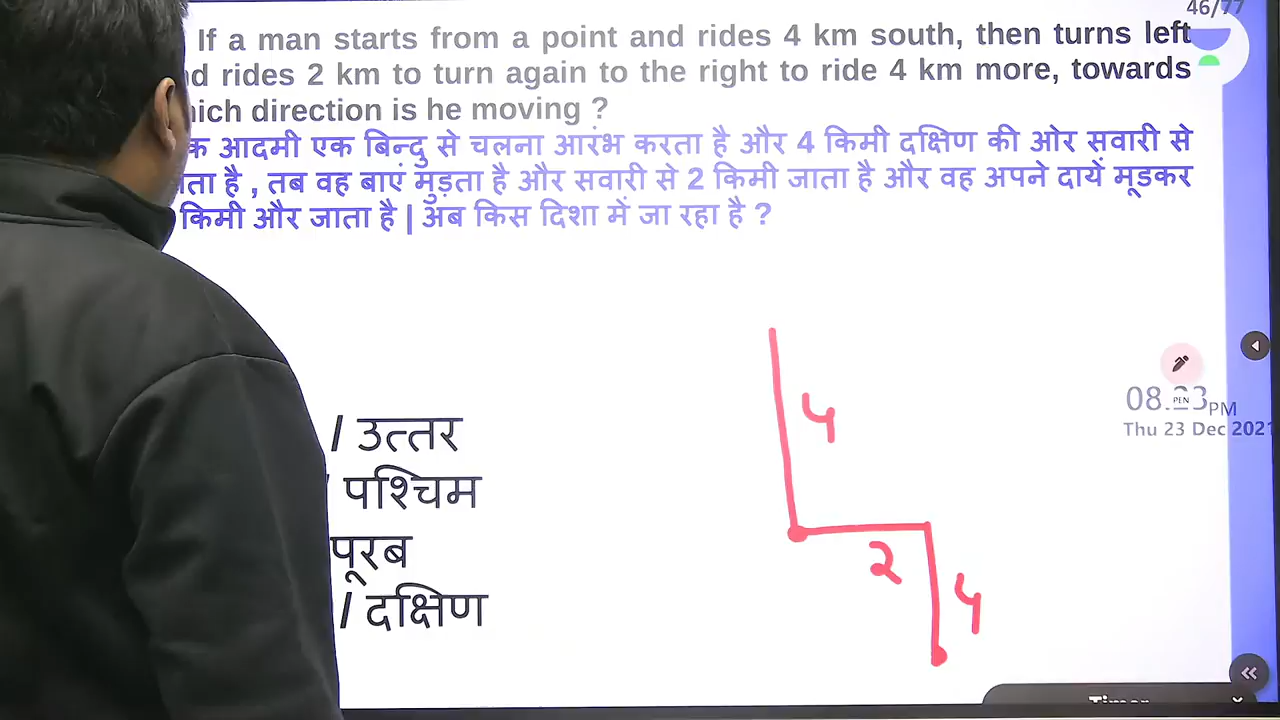 46/77
If a man starts from a point and rides 4 km south, then turns left
rides 2 km to turn again to the right to ride 4 km more, towards
direction is he moving ?
आदमी एक बिन्दु से चलना आरंभ करता है और 4 किमी दक्षिण की ओर सवारी से
है , तब वह बाएं मुड़ता है और सवारी से 2 किमी जाता है और वह अपने दायें मूडकर
किमी और जाता है | अब किस दिशा में जा रहा है ?
4
PEN
PM
Thu 23 Dec 2021
/ उत्तर
/ पश्चिम
पूरब
2
4
/ दक्षिण